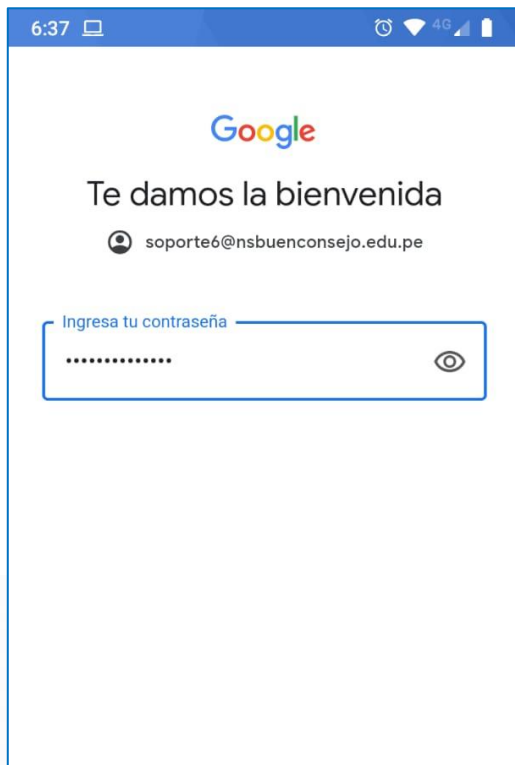 6:37 4G
Google
Te damos la bienvenida
soporte6@nsbuenconsejo.edu.pe
Ingresa tu contraseña
••••••••••••••